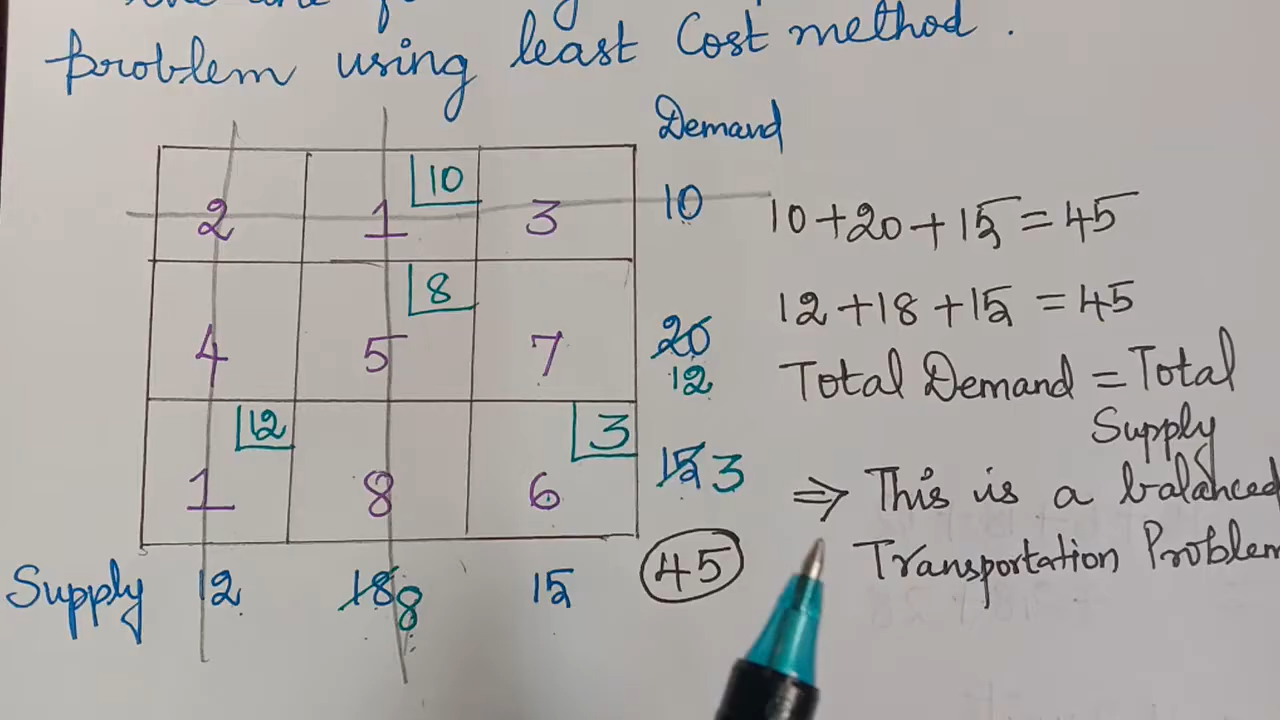 problem using least Cost method.
Demand
2 1 10 3 10
4 5 8 7 20 12
1 12 8 6 3 15 3
Supply 12 18 8 15 45
10+20+15=45
12+18+15=45
Total Demand = Total
Supply
⇒ This is a balanced
Transportation Problem